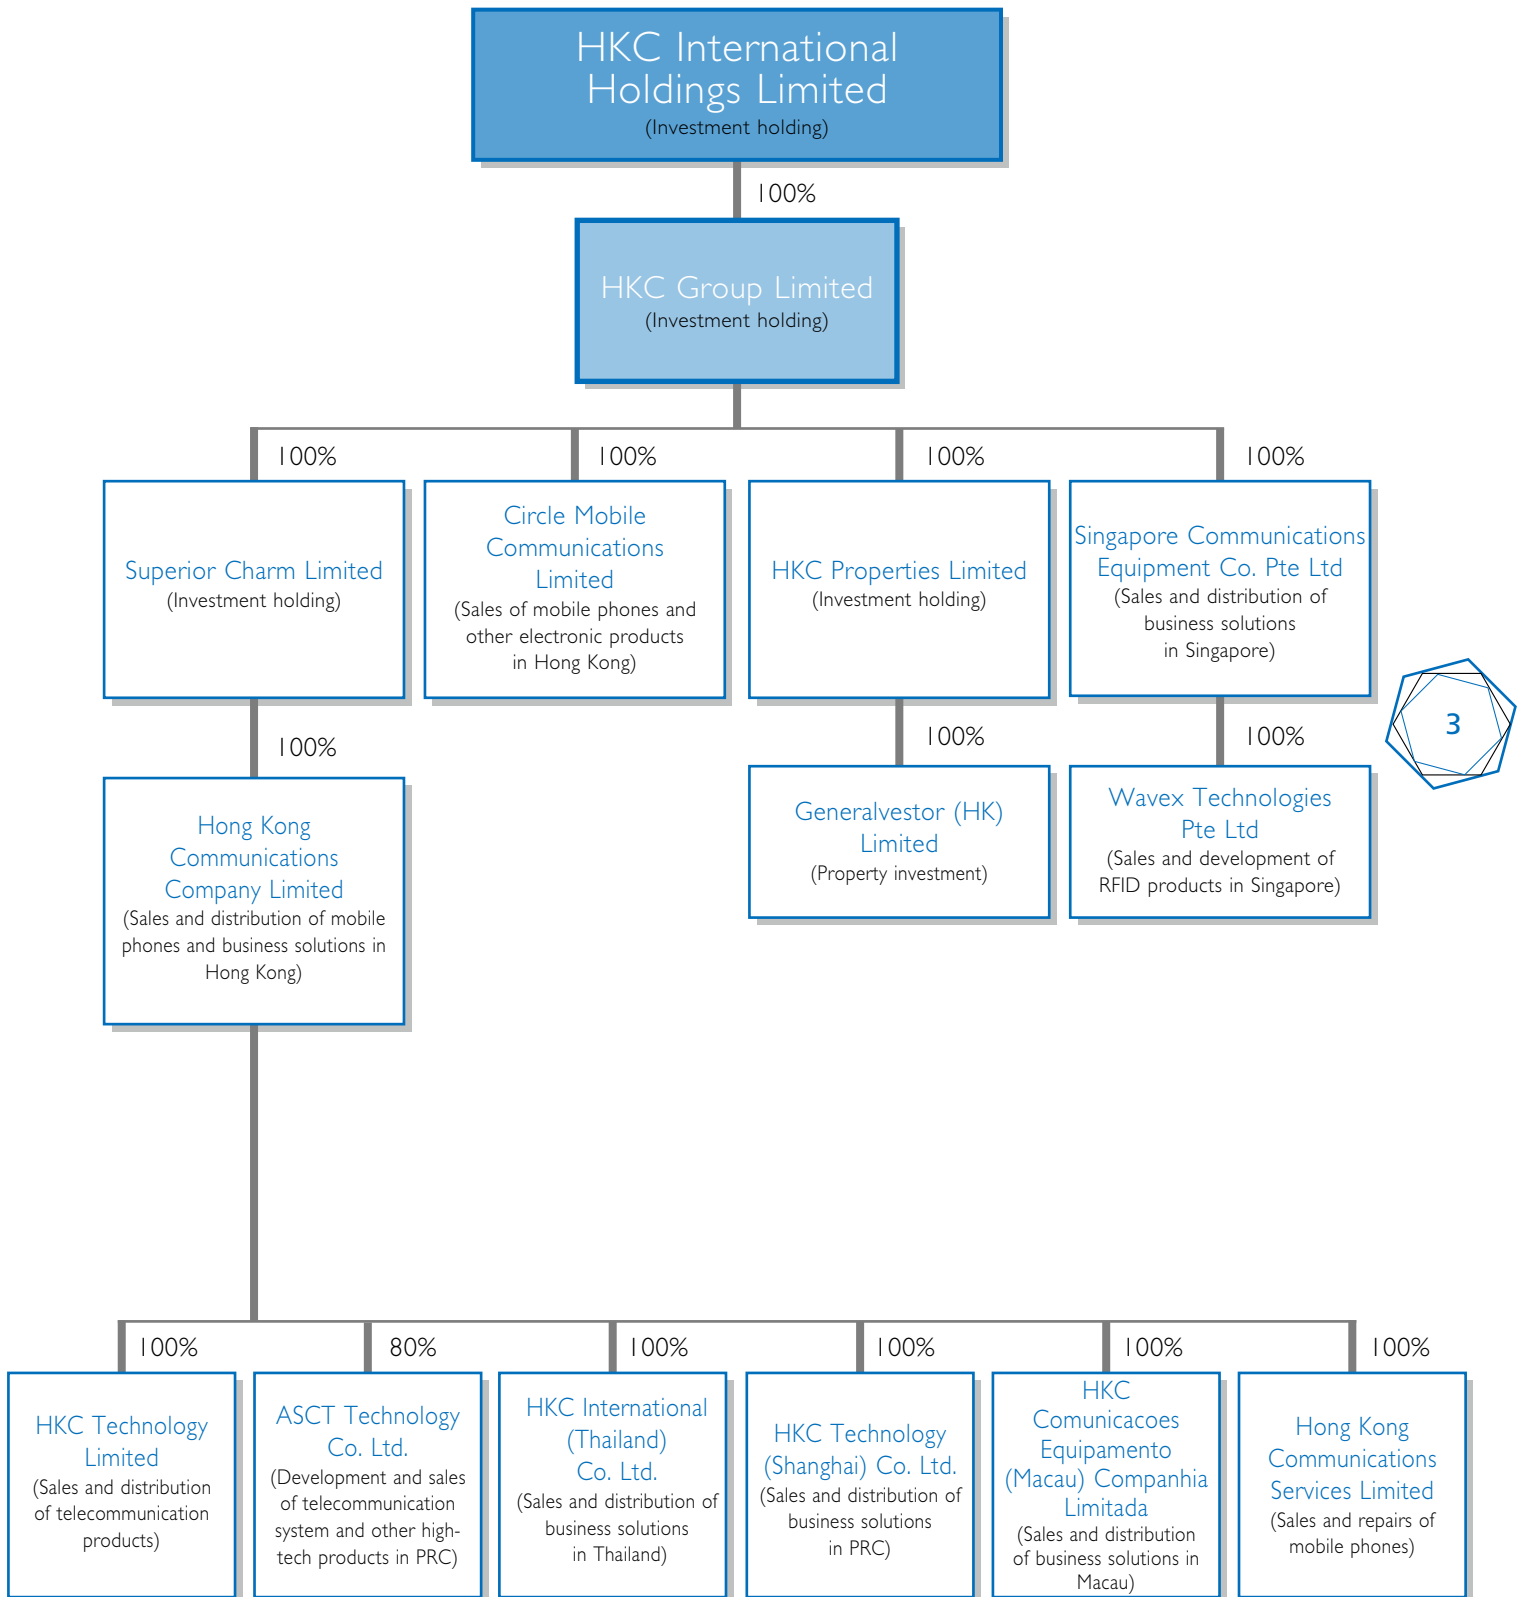 HKC International
Holdings Limited
(Investment holding)
100%
HKC Group Limited
(Investment holding)
100%
100%
100%
100%
Superior Charm Limited
(Investment holding)
Circle Mobile
Communications
Limited
(Sales of mobile phones and
other electronic products
in Hong Kong)
HKC Properties Limited
(Investment holding)
Singapore Communications
Equipment Co. Pte Ltd
(Sales and distribution of
business solutions
in Singapore)
3
100%
100%
100%
Hong Kong
Communications
Company Limited
(Sales and distribution of mobile
phones and business solutions in
Hong Kong)
Generalvestor (HK)
Limited
(Property investment)
Wavex Technologies
Pte Ltd
(Sales and development of
RFID products in Singapore)
100%
80%
100%
100%
100%
100%
HKC Technology
Limited
(Sales and distribution
of telecommunication
products)
ASCT Technology
Co. Ltd.
(Development and sales
of telecommunication
system and other high-
tech products in PRC)
HKC International
(Thailand)
Co. Ltd.
(Sales and distribution of
business solutions
in Thailand)
HKC Technology
(Shanghai) Co. Ltd.
(Sales and distribution of
business solutions
in PRC)
HKC
Comunicacoes
Equipamento
(Macau) Companhia
Limitada
(Sales and distribution
of business solutions in
Macau)
Hong Kong
Communications
Services Limited
(Sales and repairs of
mobile phones)